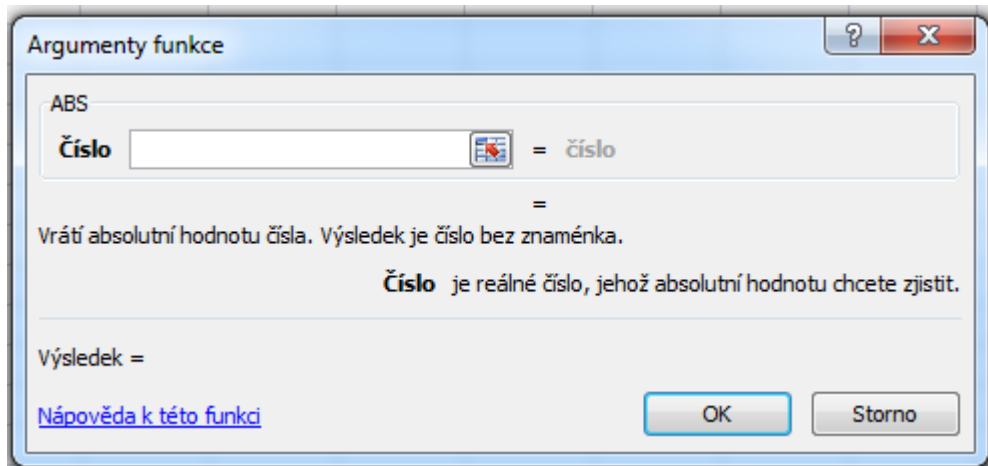 Argumenty funkce
ABS
Číslo = číslo
=
Vrátí absolutní hodnotu čísla. Výsledek je číslo bez znaménka.
Číslo je reálné číslo, jehož absolutní hodnotu chcete zjistit.
Výsledek =
Nápověda k této funkci OK Storno